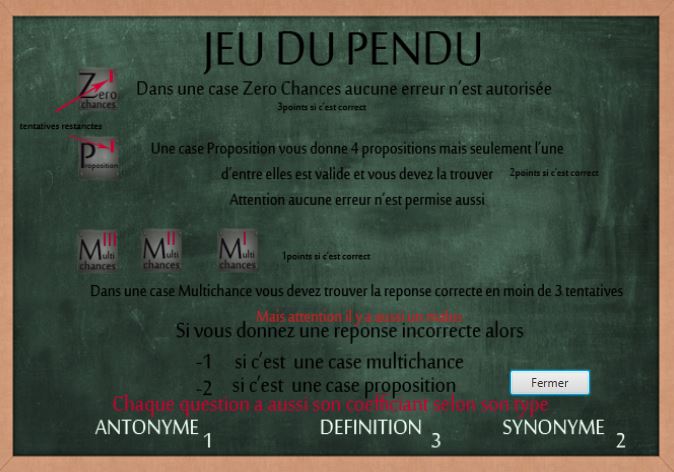 JEU DU PENDU
Zero I
chances
Dans une case Zero Chances aucune erreur n'est autorisée
3points si c'est correct
tentatives restanctes
Proposition I
Une case Proposition vous donne 4 propositions mais seulement l'une
d'entre elles est valide et vous devez la trouver
2points si c'est correct
Attention aucune erreur n'est permise aussi
Multi III
chances
Multi II
chances
Multi I
chances
1points si c'est correct
Dans une case Multichance vous devez trouver la reponse correcte en moin de 3 tentatives
Mais attention il y a aussi un malus
Si vous donnez une reponse incorrecte alors
-1 si c'est une case multichance
-2 si c'est une case proposition
Fermer
Chaque question a aussi son coefficiant selon son type
ANTONYME 1
DEFINITION 3
SYNONYME 2